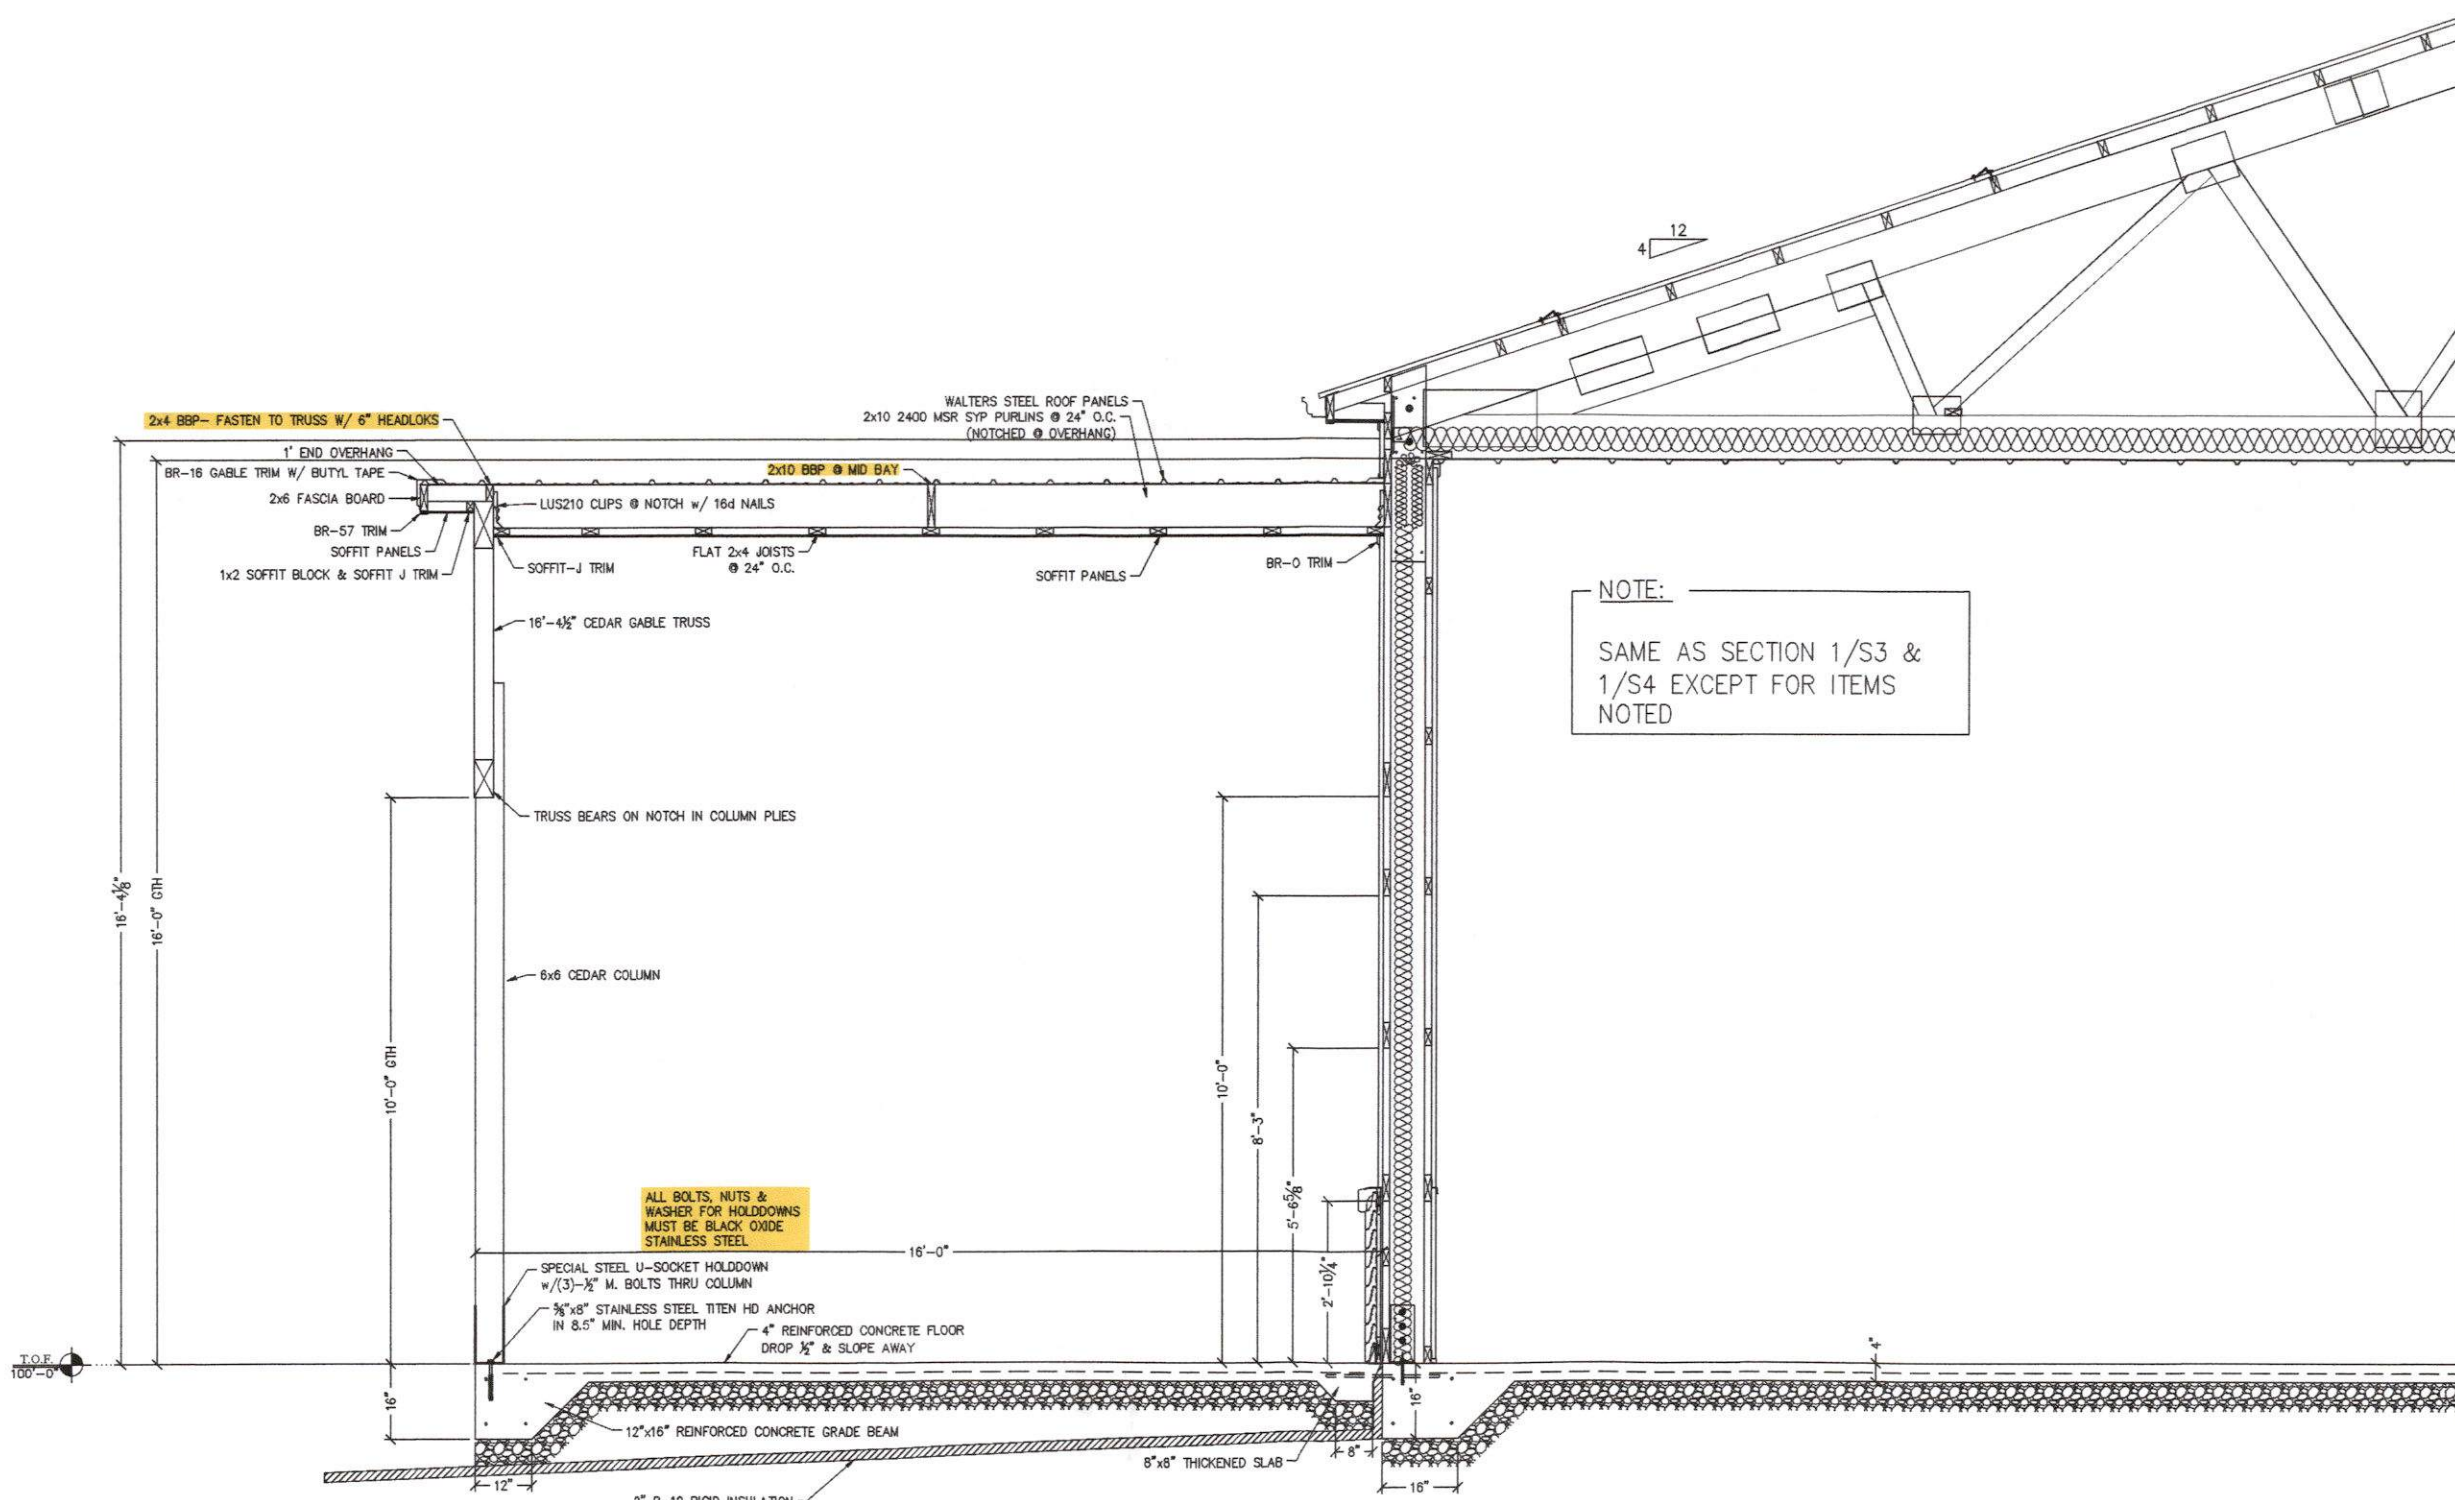 12
4
WALTERS STEEL ROOF PANELS
2x10 2400 MSR SYP PURLINS @ 24" O.C.
(NOTCHED @ OVERHANG)
2x4 BBP- FASTEN TO TRUSS W/ 6" HEADLOKS
1' END OVERHANG
BR-16 GABLE TRIM W/ BUTYL TAPE
2x10 BBP @ MID BAY
2x6 FASCIA BOARD
LUS210 CLIPS @ NOTCH w/ 16d NAILS
BR-57 TRIM
SOFFIT PANELS
1x2 SOFFIT BLOCK & SOFFIT J TRIM
SOFFIT-J TRIM
FLAT 2x4 JOISTS
@ 24" O.C.
SOFFIT PANELS
BR-0 TRIM
NOTE:
SAME AS SECTION 1/S3 &
1/S4 EXCEPT FOR ITEMS
NOTED
16'-4½" CEDAR GABLE TRUSS
TRUSS BEARS ON NOTCH IN COLUMN PLIES
16'-4⅛"
16'-0" GTH
6x6 CEDAR COLUMN
10'-0" GTH
10'-0"
8'-3"
5'-6⅝"
2'-10¼"
ALL BOLTS, NUTS &
WASHER FOR HOLDDOWNS
MUST BE BLACK OXIDE
STAINLESS STEEL
16'-0"
SPECIAL STEEL U-SOCKET HOLDDOWN
w/(3)-½" M. BOLTS THRU COLUMN
⅝"x8" STAINLESS STEEL TITEN HD ANCHOR
IN 8.5" MIN. HOLE DEPTH
4" REINFORCED CONCRETE FLOOR
DROP ½" & SLOPE AWAY
T.O.F.
100'-0"
4"
16"
16"
12"x16" REINFORCED CONCRETE GRADE BEAM
8"x8" THICKENED SLAB
8"
12"
16"